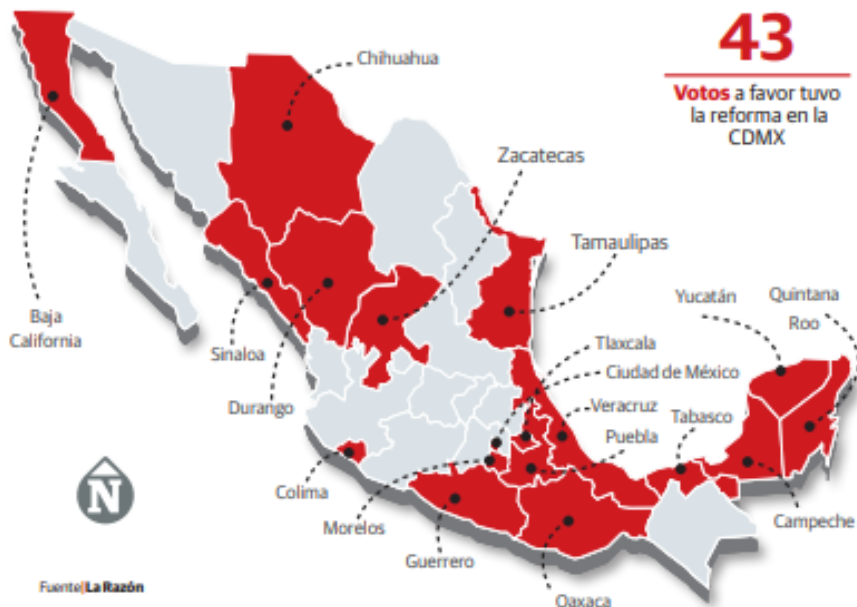 43
Votos a favor tuvo
la reforma en la
CDMX
Chihuahua
Zacatecas
Tamaulipas
Yucatán
Quintana
Roo
Baja
California
Sinaloa
Tlaxcala
Ciudad de México
Durango
Veracruz
Tabasco
Puebla
Colima
Morelos
Campeche
Guerrero
Oaxaca
N
Fuente|La Razón